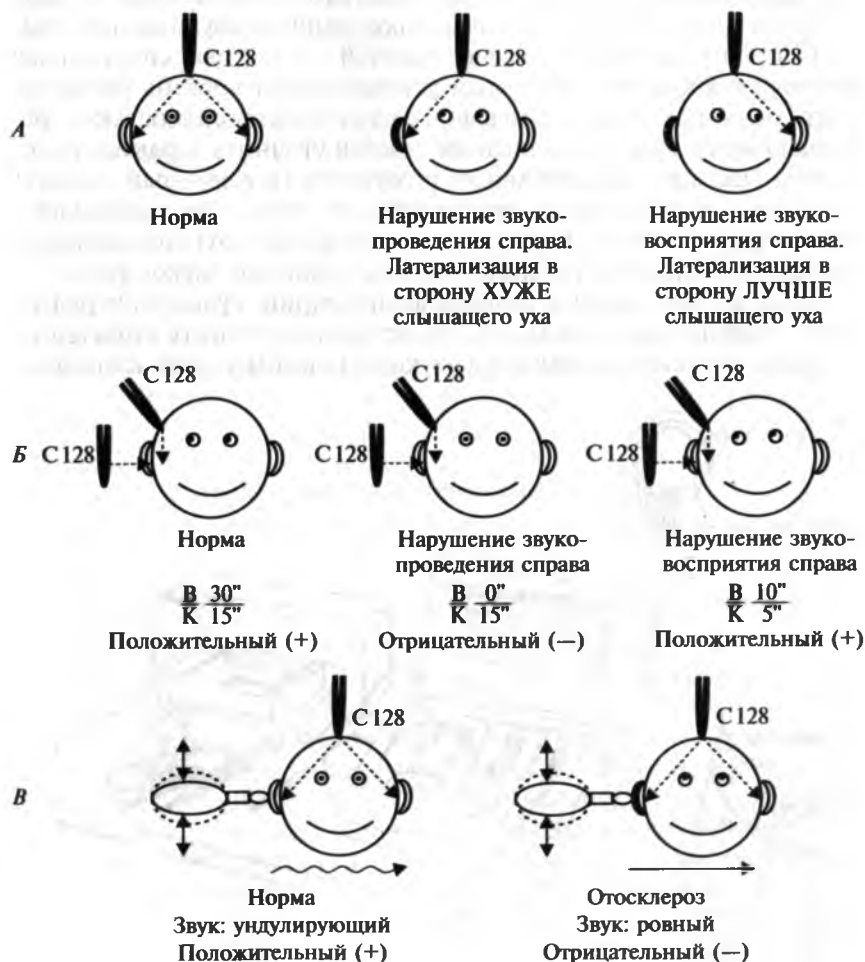 C128
C128
C128
А
Норма
Нарушение звуко-
проведения справа.
Латерализация в
сторону ХУЖЕ
слышащего уха
Нарушение звуко-
восприятия справа.
Латерализация в
сторону ЛУЧШЕ
слышащего уха
C128
C128
C128
Б
C128
C128
C128
Норма
Нарушение звуко-
проведения справа
Нарушение звуко-
восприятия справа
В 30"
К 15"
Положительный (+)
В 0"
К 15"
Отрицательный (—)
В 10"
К 5"
Положительный (+)
C128
C128
В
Норма
Звук: ундулирующий
Положительный (+)
Отосклероз
Звук: ровный
Отрицательный (—)